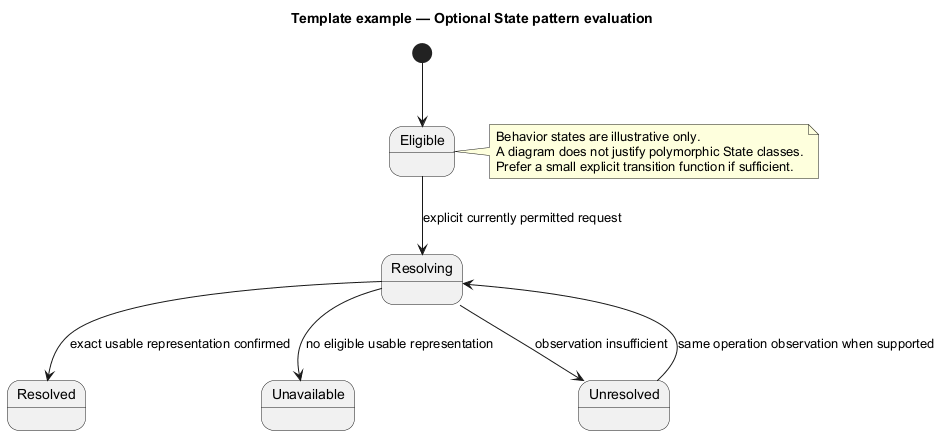 Template example — Optional State pattern evaluation
Eligible
Behavior states are illustrative only.
A diagram does not justify polymorphic State classes.
Prefer a small explicit transition function if sufficient.
explicit currently permitted request
Resolving
exact usable representation confirmed
no eligible usable representation
observation insufficient
same operation observation when supported
Resolved
Unavailable
Unresolved